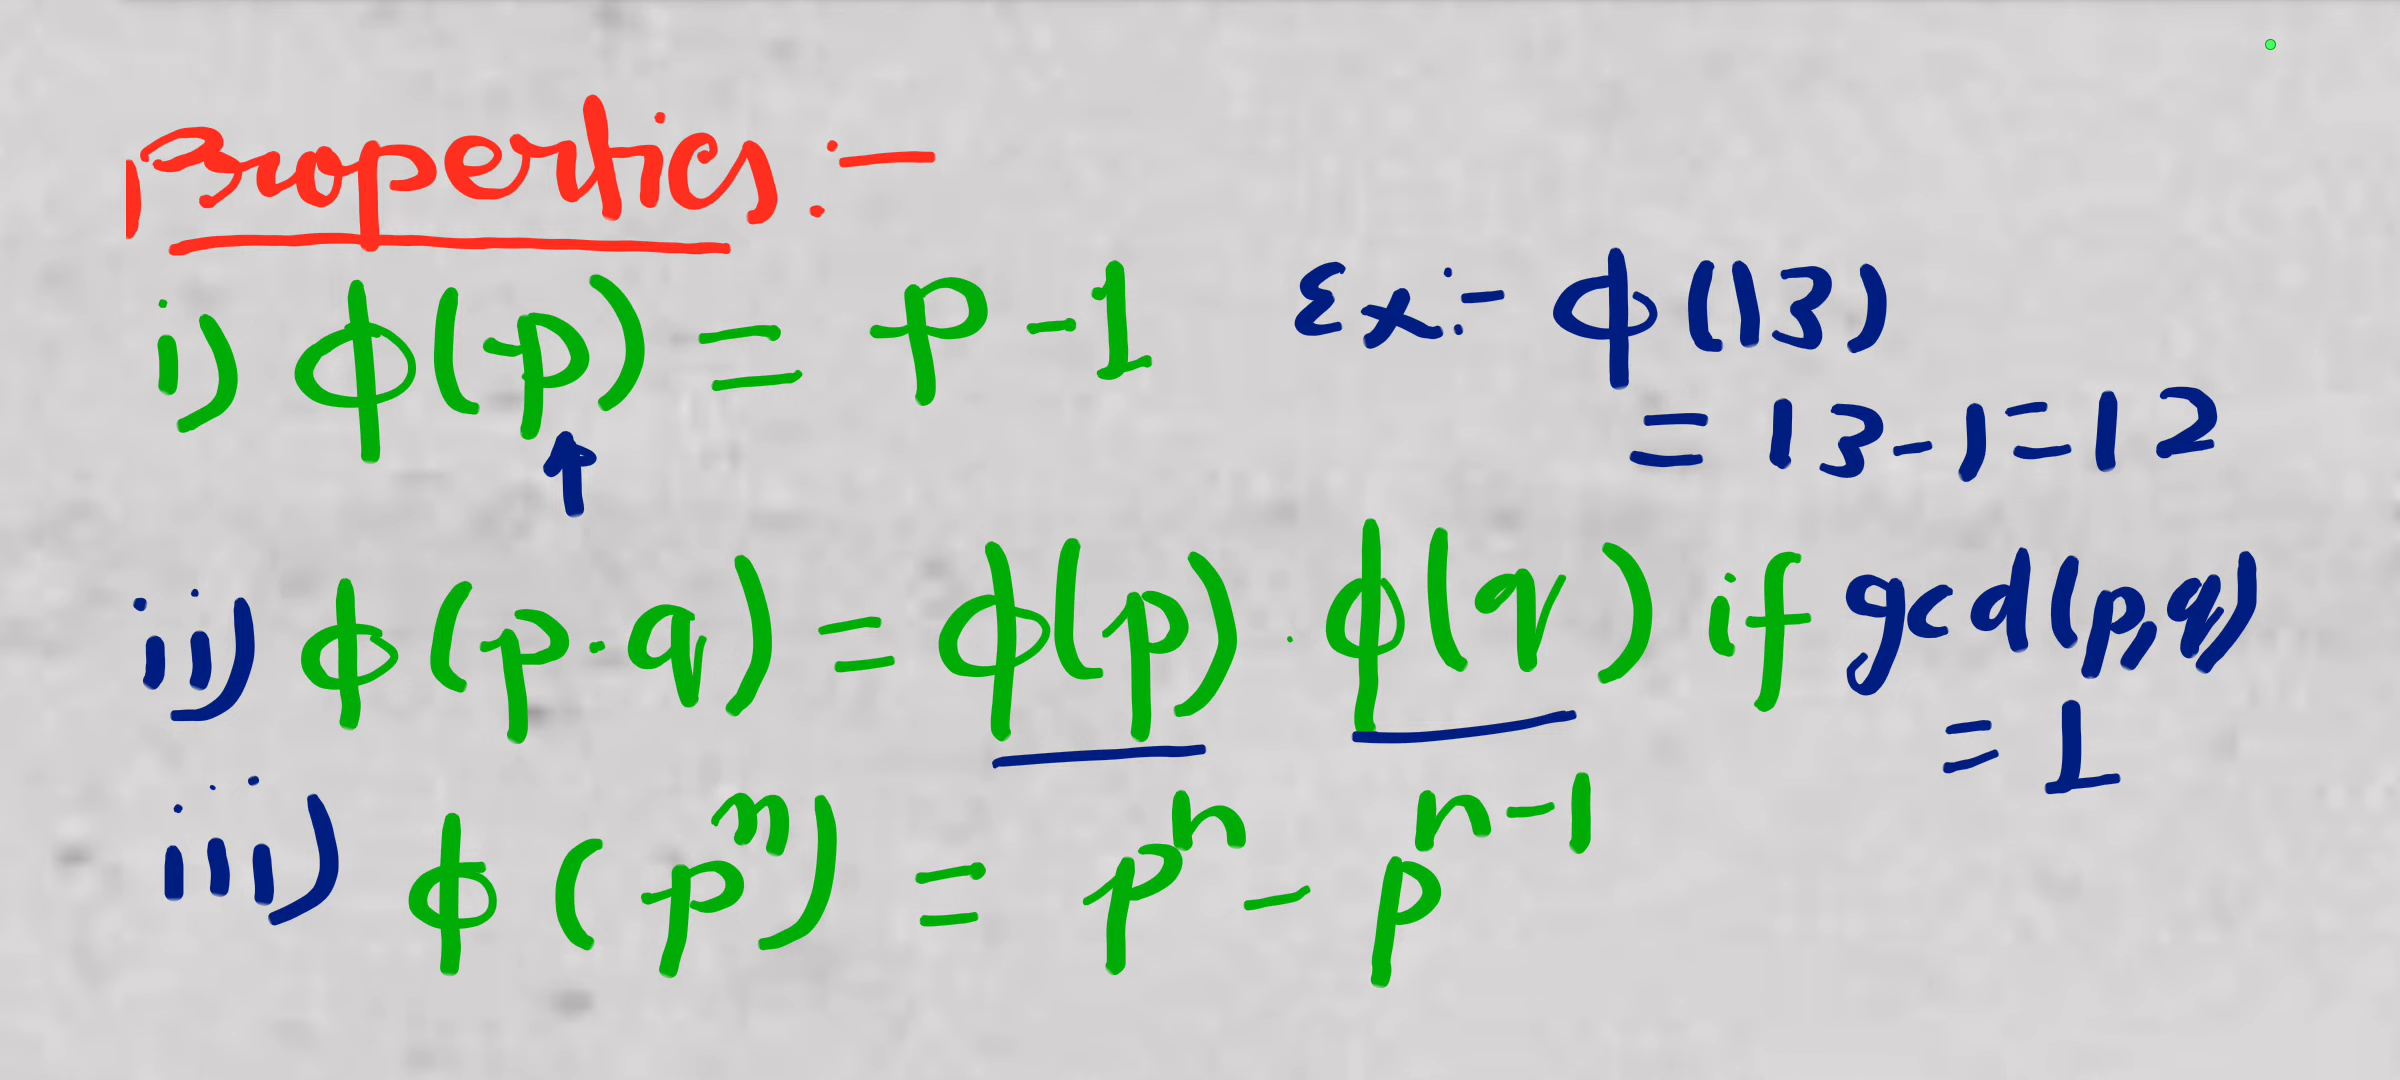 Properties :-
i) ϕ(p) = p - 1 Ex:- ϕ(13)
= 13 - 1 = 12
ii) ϕ(p.q) = ϕ(p) . ϕ(q) if gcd(p,q)
= 1
iii) ϕ(pⁿ) = pⁿ - pⁿ⁻¹